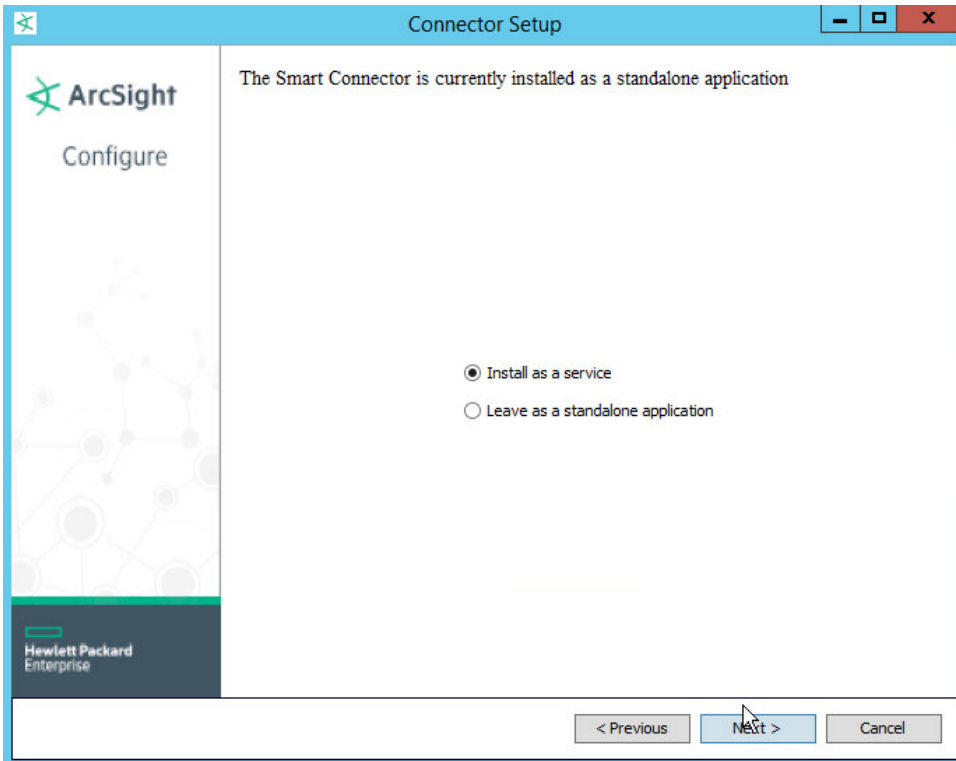 Connector Setup
X
ArcSight
Configure
The Smart Connector is currently installed as a standalone application
Install as a service
Leave as a standalone application
Hewlett Packard
Enterprise
< Previous
Next >
Cancel